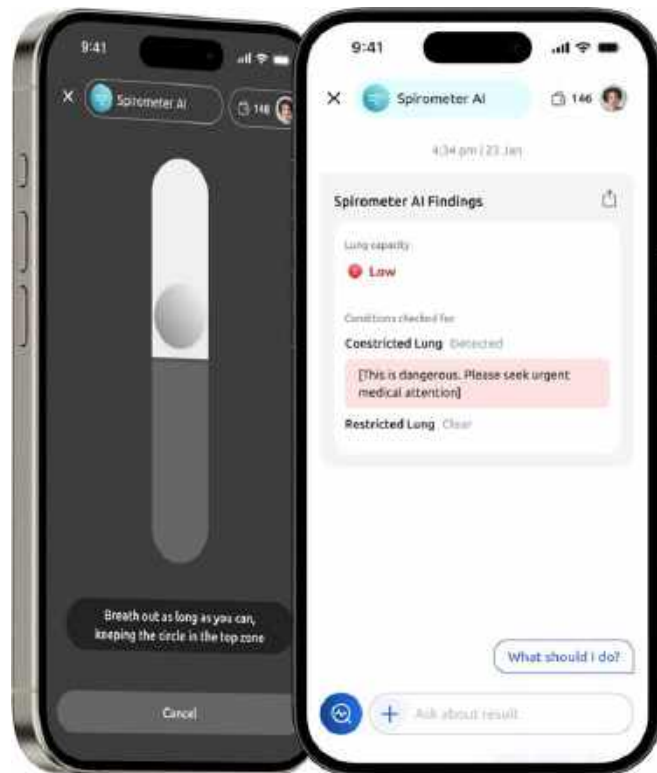 9:41
Spirometer AI
146
Breath out as long as you can,
keeping the circle in the top zone
Cancel
9:41
Spirometer AI
146
4:34 pm | 23 Jan
Spirometer AI Findings
Lung capacity
Low
Conditions checked for
Constricted Lung Detected
[This is dangerous. Please seek urgent
medical attention]
Restricted Lung Clear
What should I do?
Ask about result